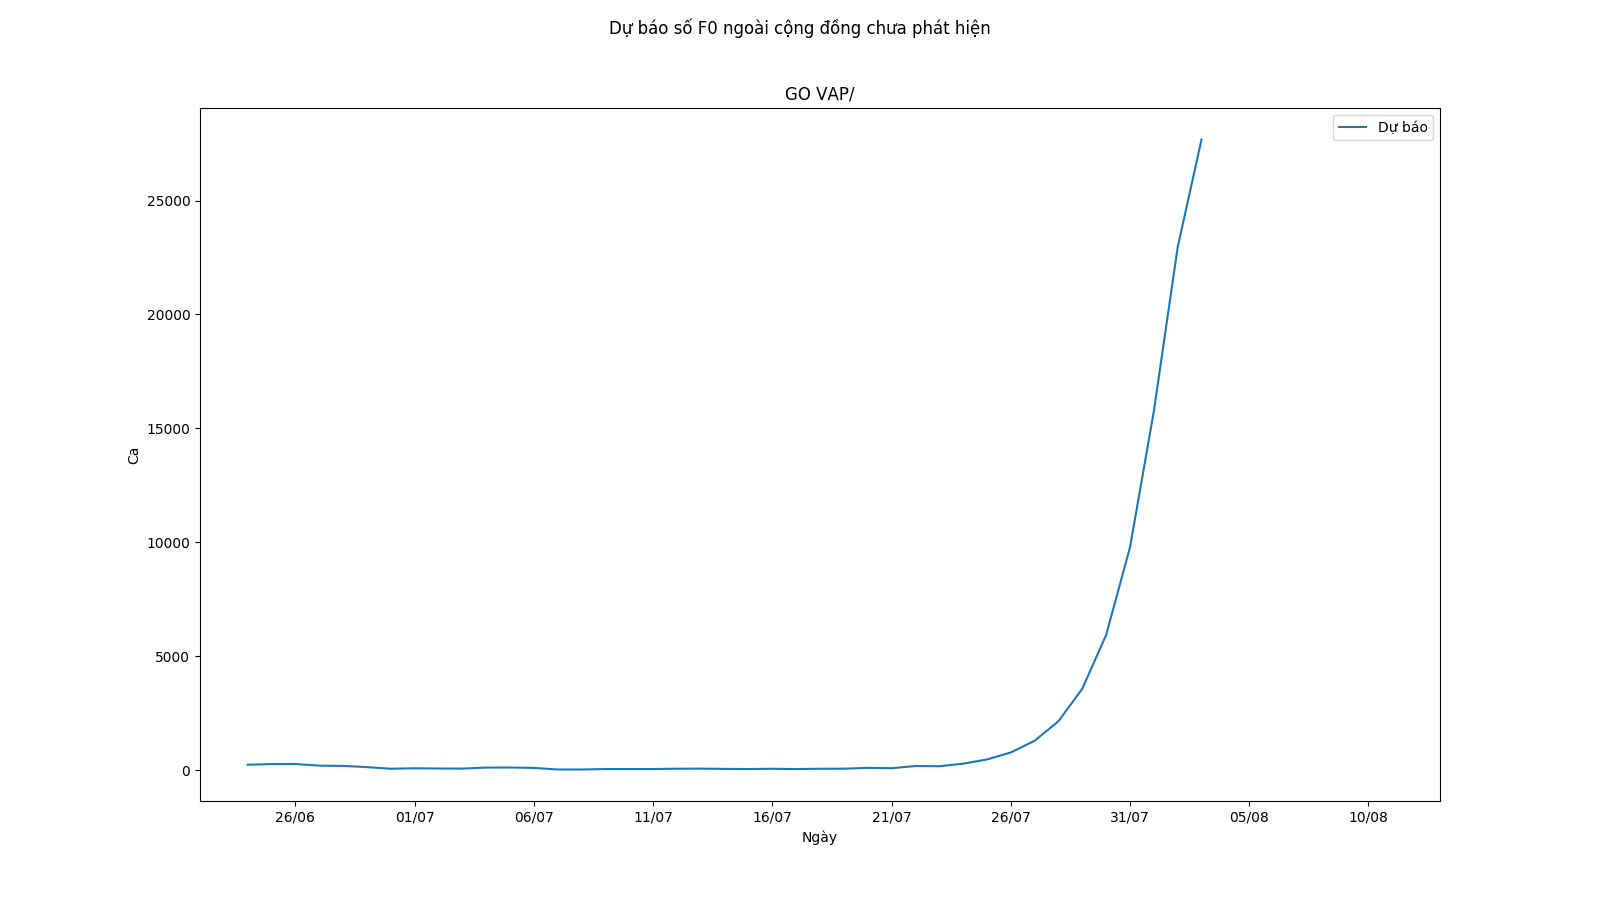 Dự báo số F0 ngoài cộng đồng chưa phát hiện
GO VAP/
Dự báo
25000
20000
15000
10000
5000
0
Ca
26/06 01/07 06/07 11/07 16/07 21/07 26/07 31/07 05/08 10/08
Ngày